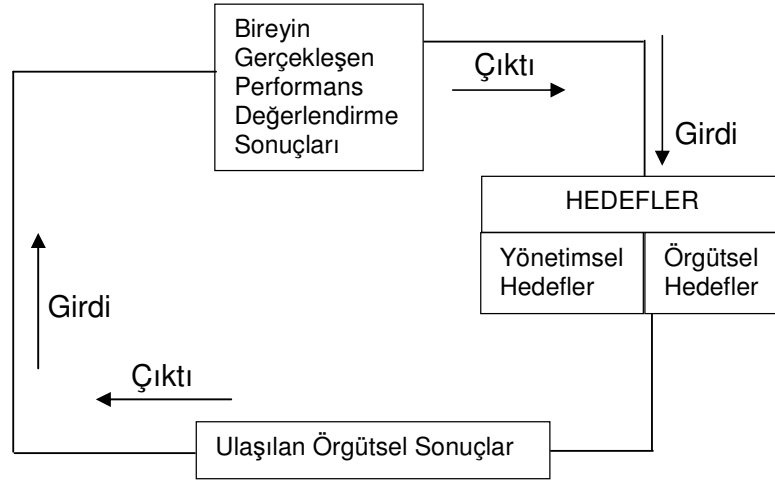 Bireyin
Gerçekleşen
Performans
Değerlendirme
Sonuçları
Çıktı
Girdi
HEDEFLER
Yönetimsel
Hedefler
Örgütsel
Hedefler
Girdi
Çıktı
Ulaşılan Örgütsel Sonuçlar